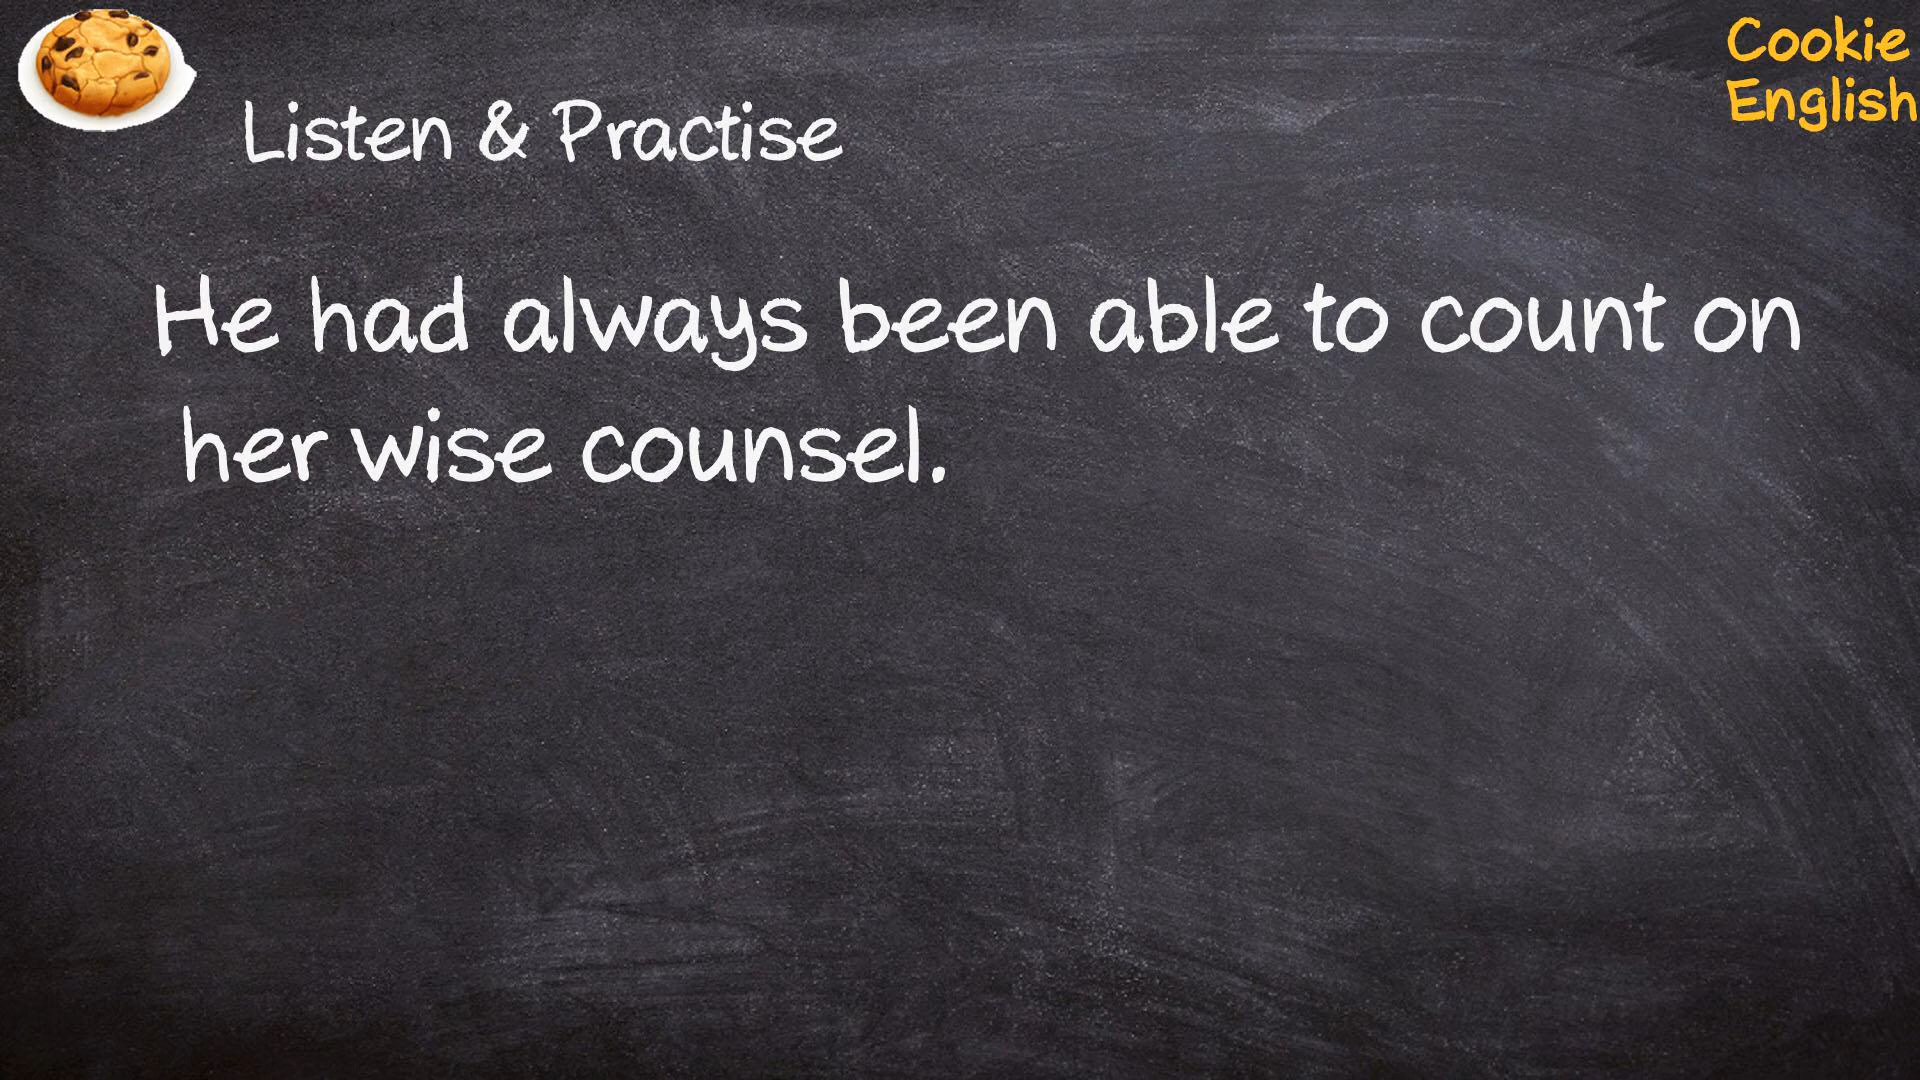 Cookie
English
Listen & Practise
He had always been able to count on
her wise counsel.